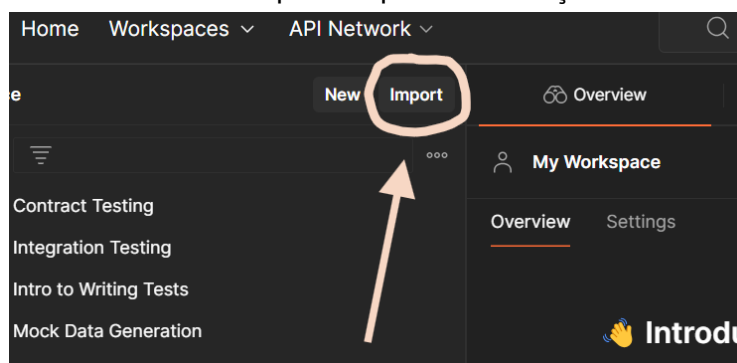 Home Workspaces API Network
New Import
Overview
My Workspace
Contract Testing
Overview Settings
Integration Testing
Intro to Writing Tests
Mock Data Generation
👋 Introdu